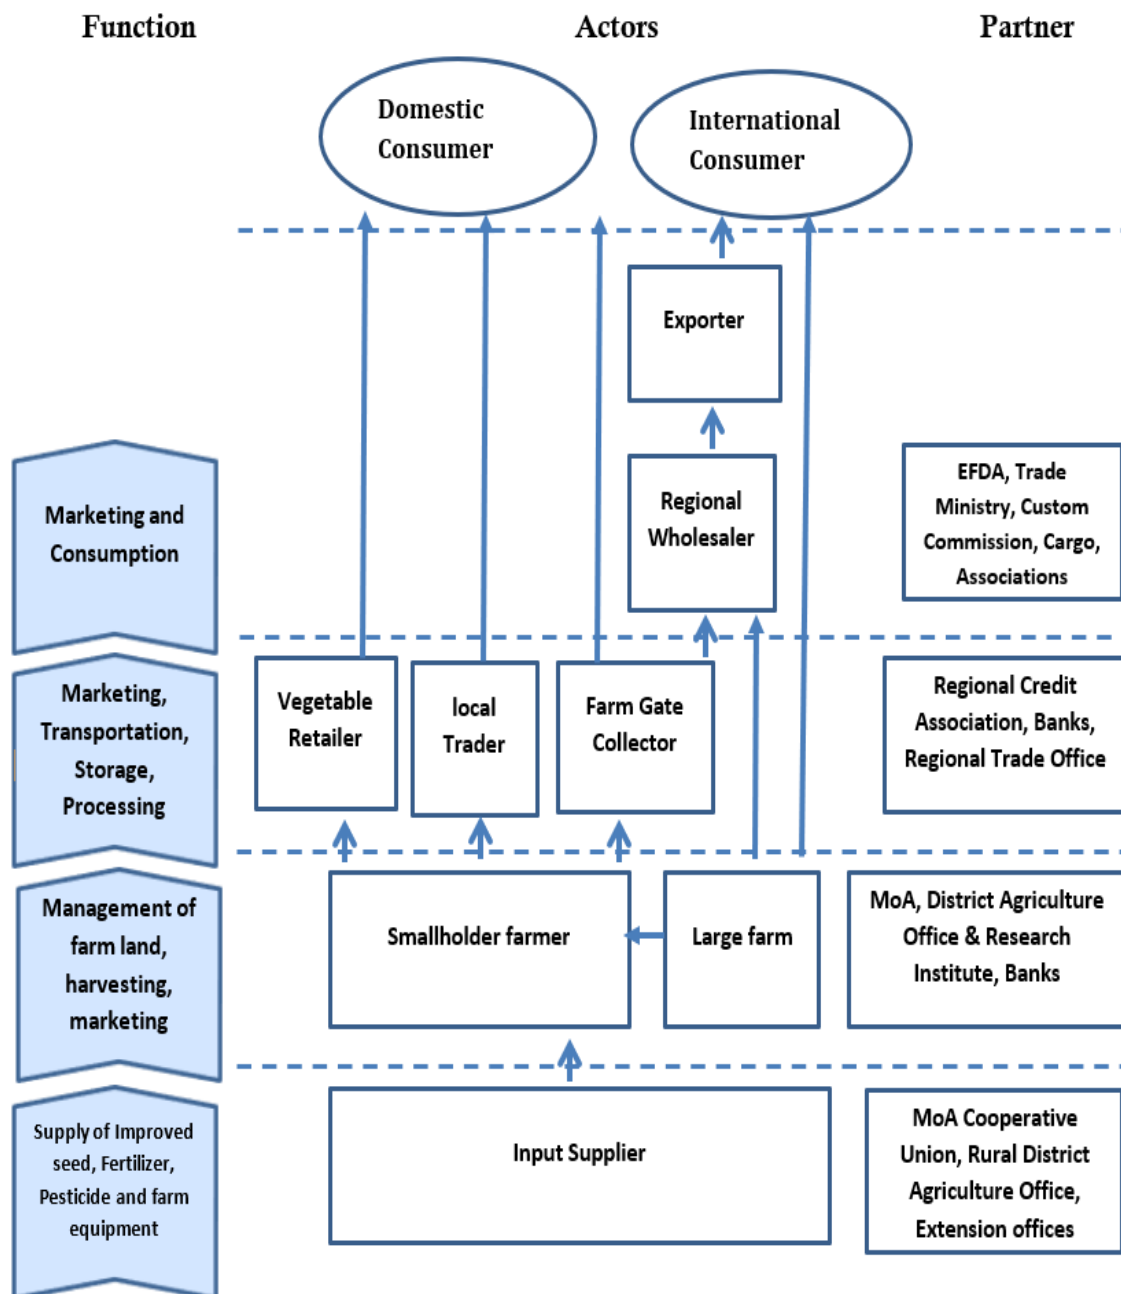 Function
Actors
Partner
Domestic
Consumer
International
Consumer
Exporter
Marketing and
Consumption
Regional
Wholesaler
EFDA, Trade
Ministry, Custom
Commission, Cargo,
Associations
Marketing,
Transportation,
Storage,
Processing
Vegetable
Retailer
local
Trader
Farm Gate
Collector
Regional Credit
Association, Banks,
Regional Trade Office
Management of
farm land,
harvesting,
marketing
Smallholder farmer
Large farm
MoA, District Agriculture
Office & Research
Institute, Banks
Supply of Improved
seed, Fertilizer,
Pesticide and farm
equipment
Input Supplier
MoA Cooperative
Union, Rural District
Agriculture Office,
Extension offices